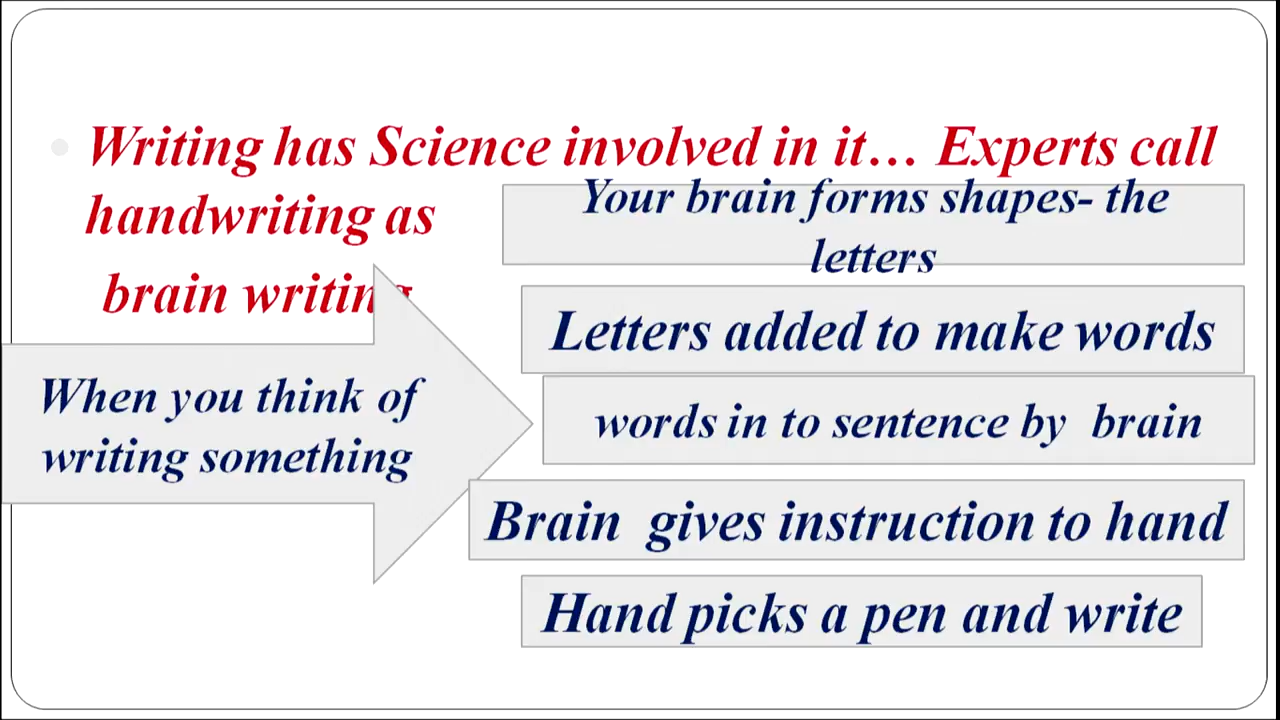 Writing has Science involved in it... Experts call
handwriting as
brain writing
When you think of
writing something
Your brain forms shapes- the
letters
Letters added to make words
words in to sentence by brain
Brain gives instruction to hand
Hand picks a pen and write